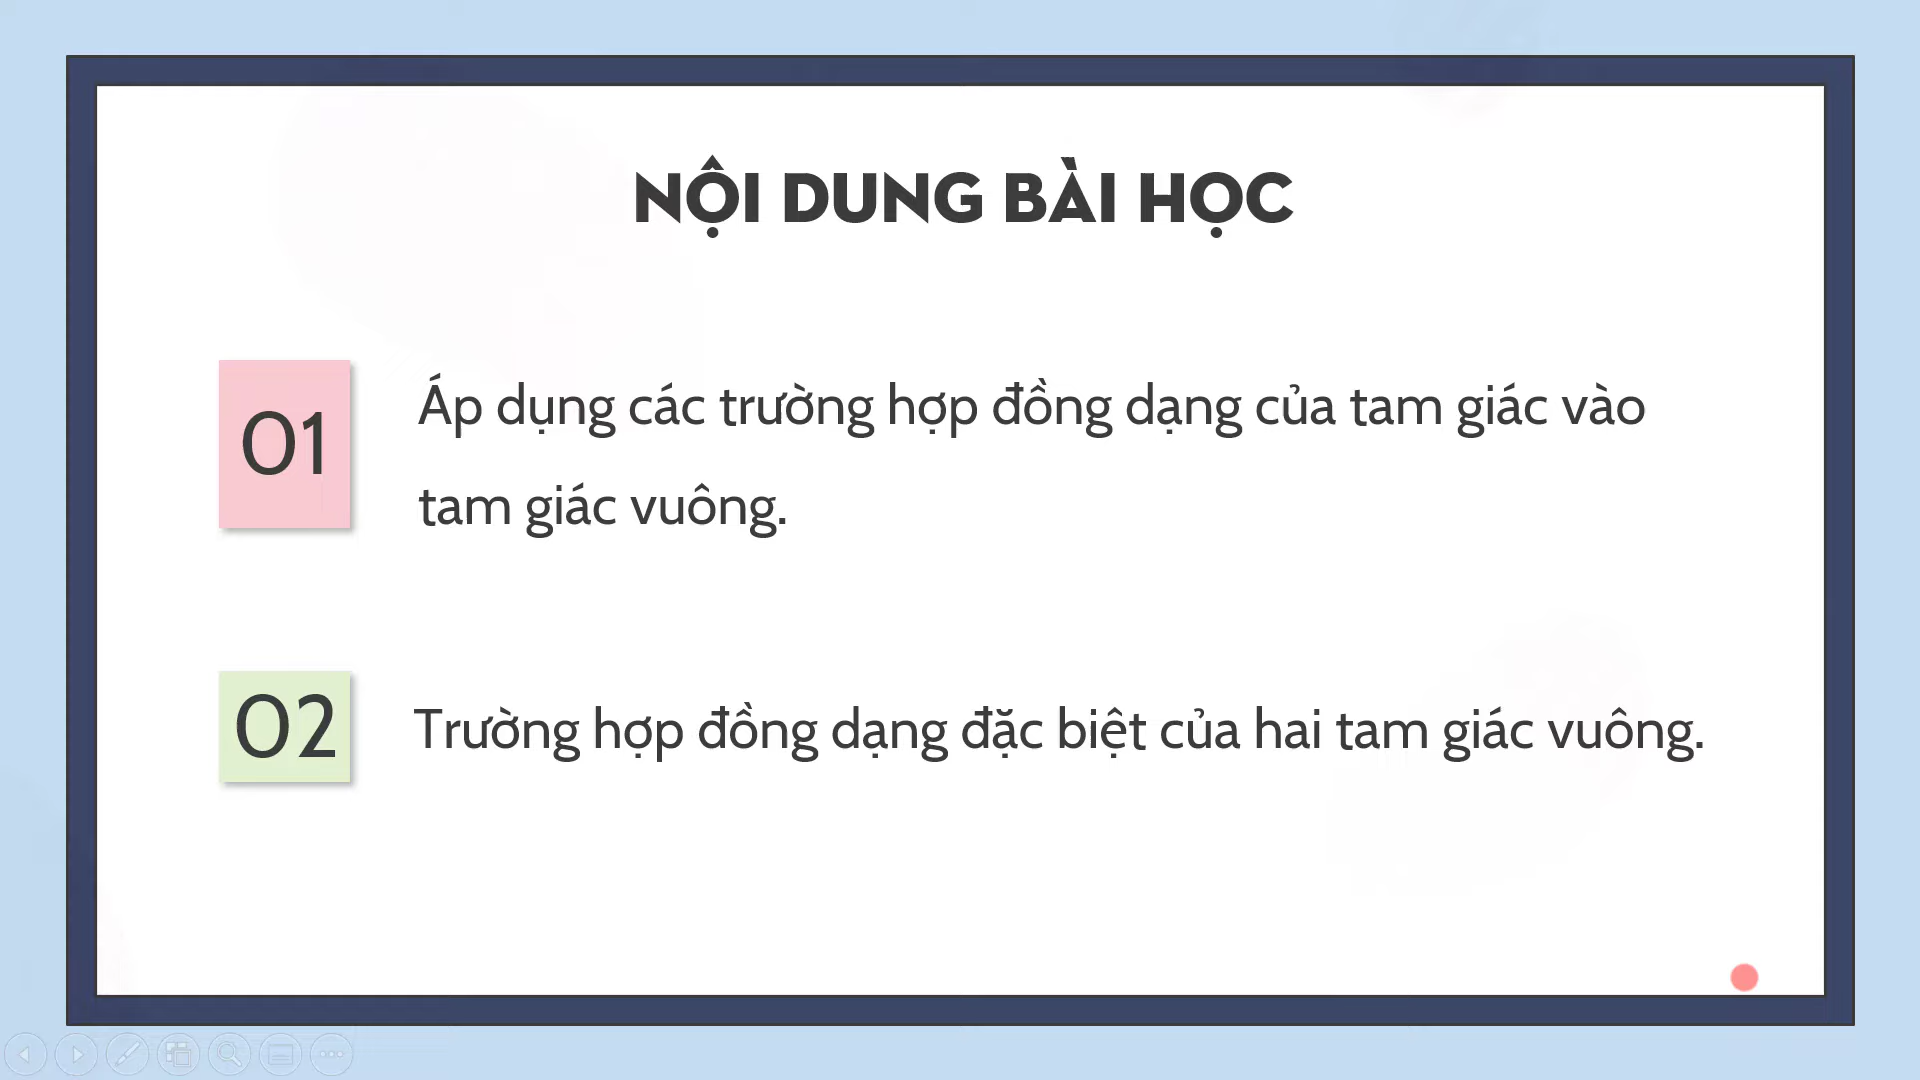 NỘI DUNG BÀI HỌC
01
Áp dụng các trường hợp đồng dạng của tam giác vào
tam giác vuông.
02
Trường hợp đồng dạng đặc biệt của hai tam giác vuông.